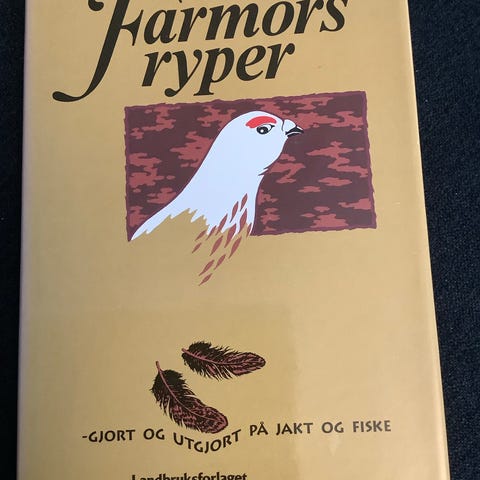 Farmors
ryper
-GJORT OG UTGJORT PÅ JAKT OG FISKE
Landbruksforlaget